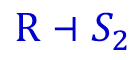 R ⊣ S₂